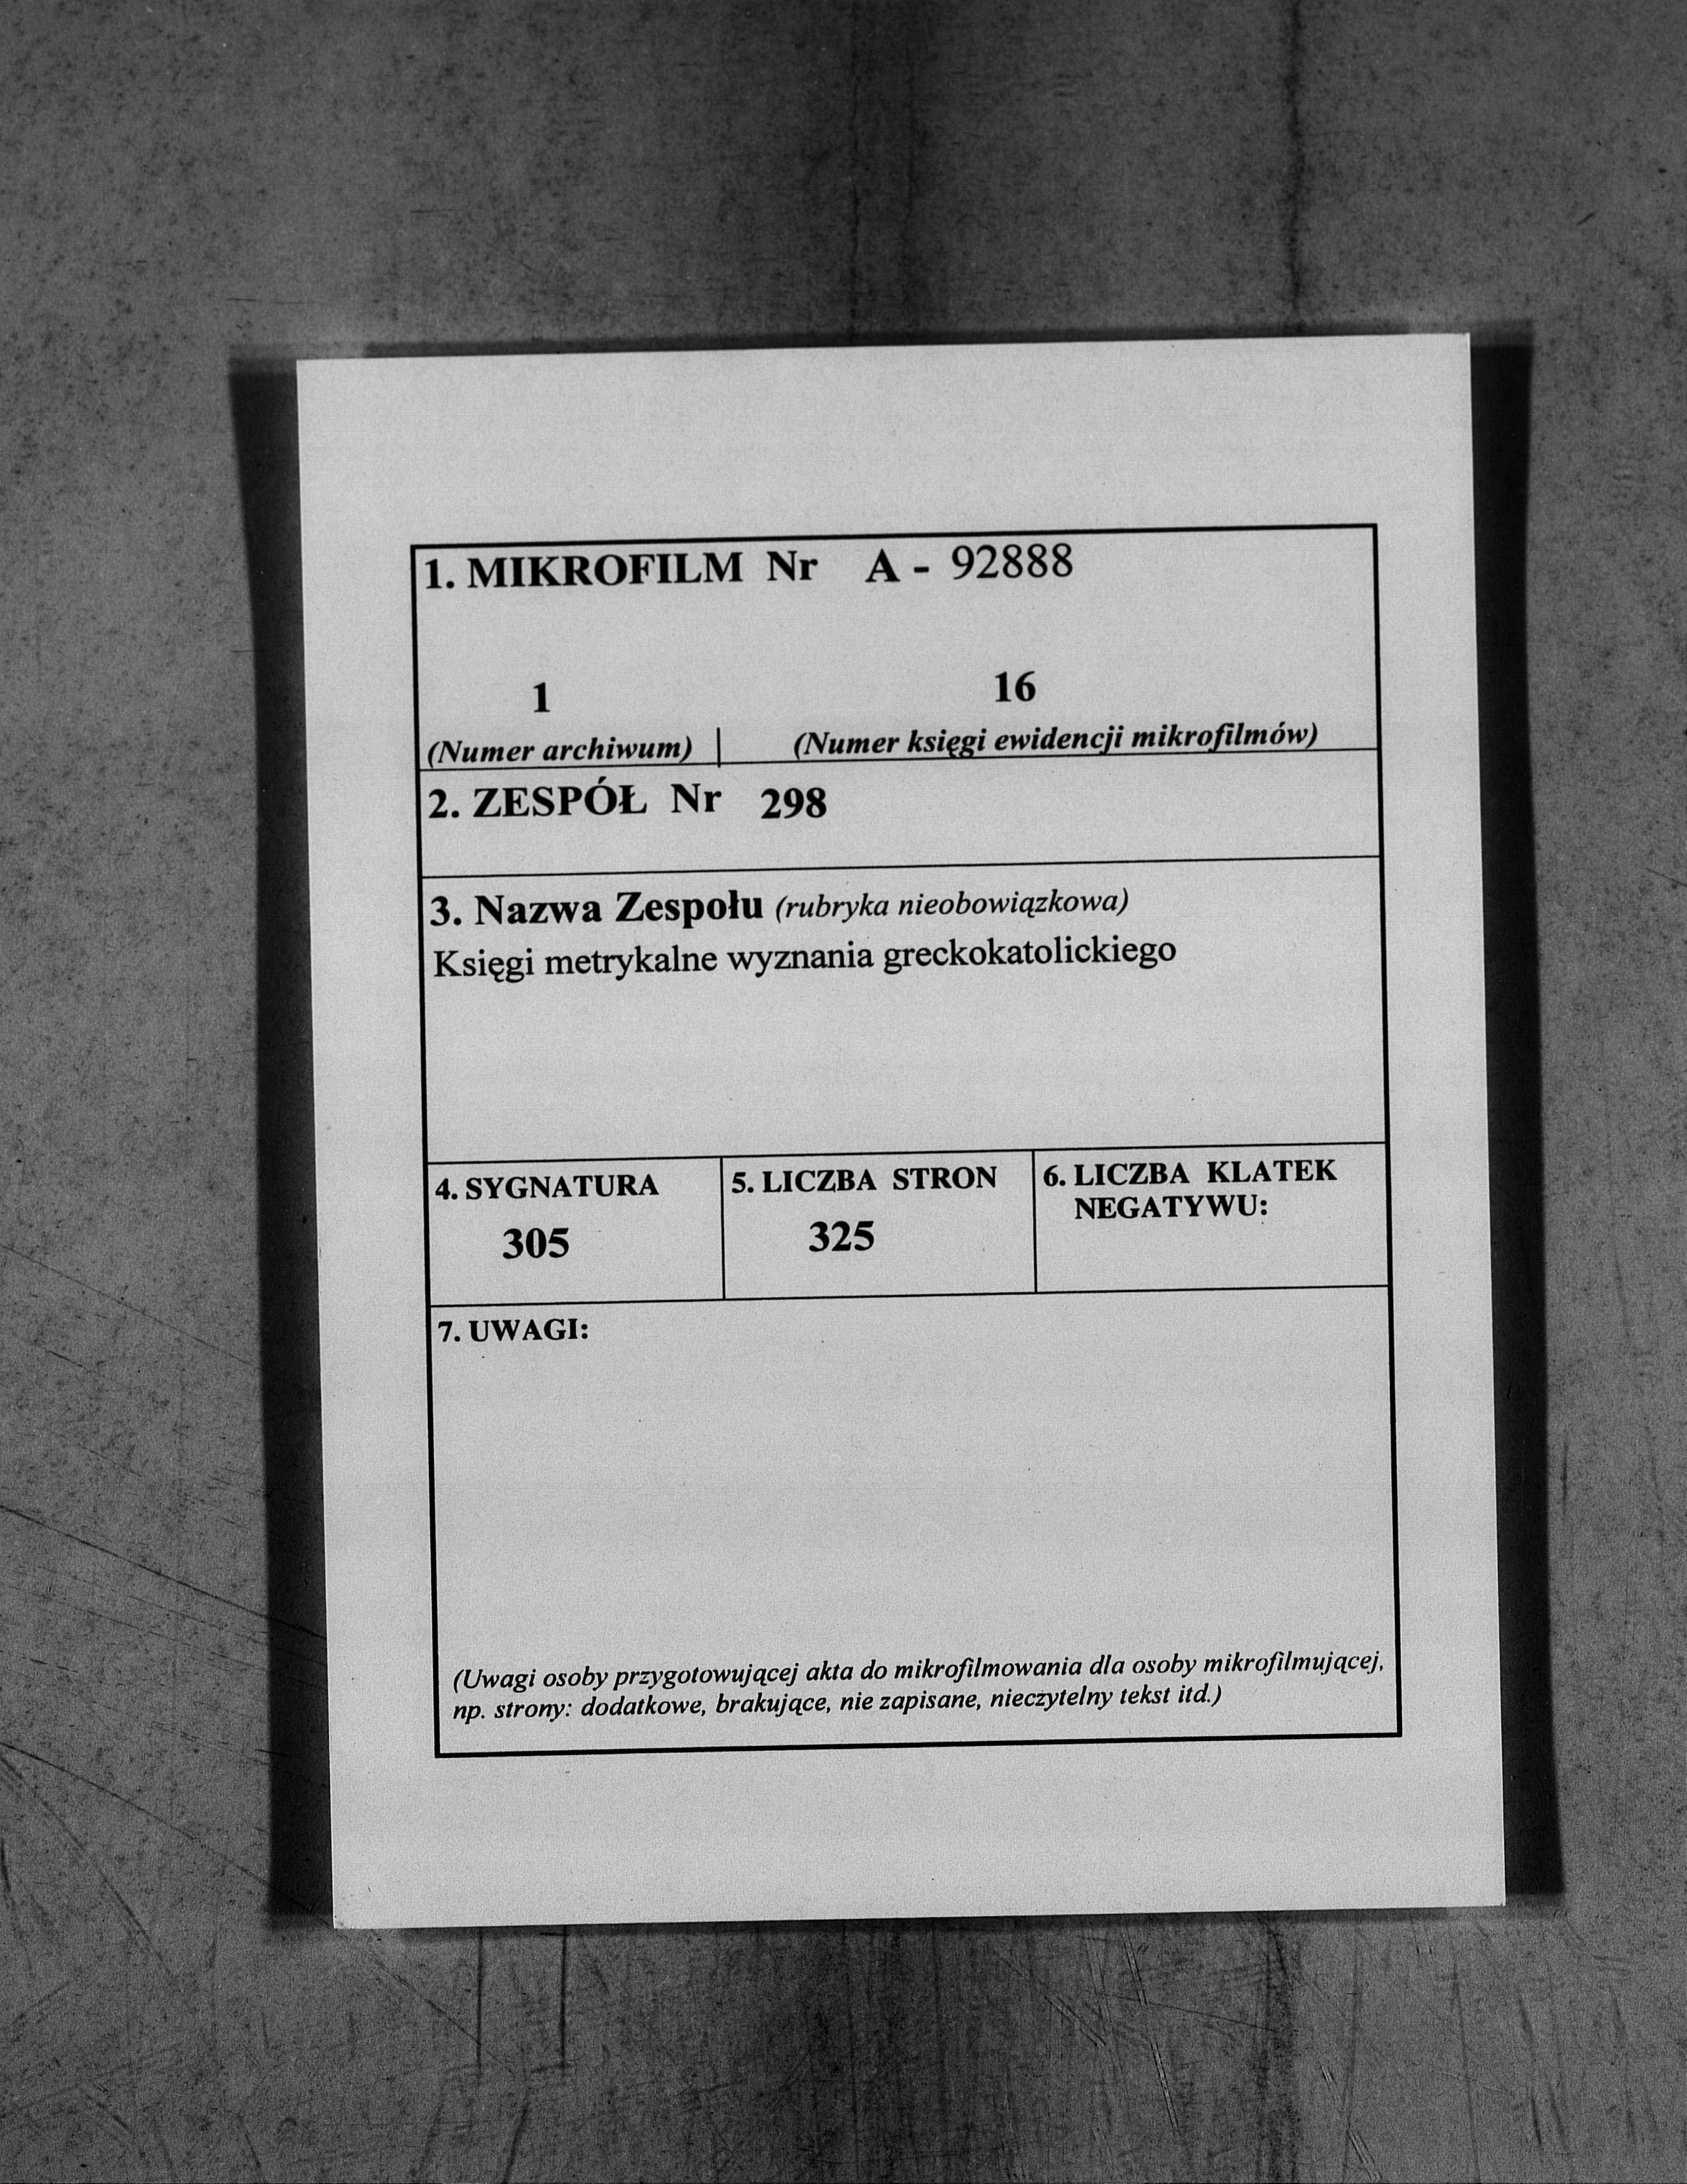 1. MIKROFILM Nr A - 92888
1 16
(Numer archiwum) | (Numer księgi ewidencji mikrofilmów)
2. ZESPÓŁ Nr 298
3. Nazwa Zespołu (rubryka nieobowiązkowa)
Księgi metrykalne wyznania greckokatolickiego
4. SYGNATURA
305
5. LICZBA STRON
325
6. LICZBA KLATEK
NEGATYWU:
7. UWAGI:
(Uwagi osoby przygotowującej akta do mikrofilmowania dla osoby mikrofilmującej,
np. strony: dodatkowe, brakujące, nie zapisane, nieczytelny tekst itd.)